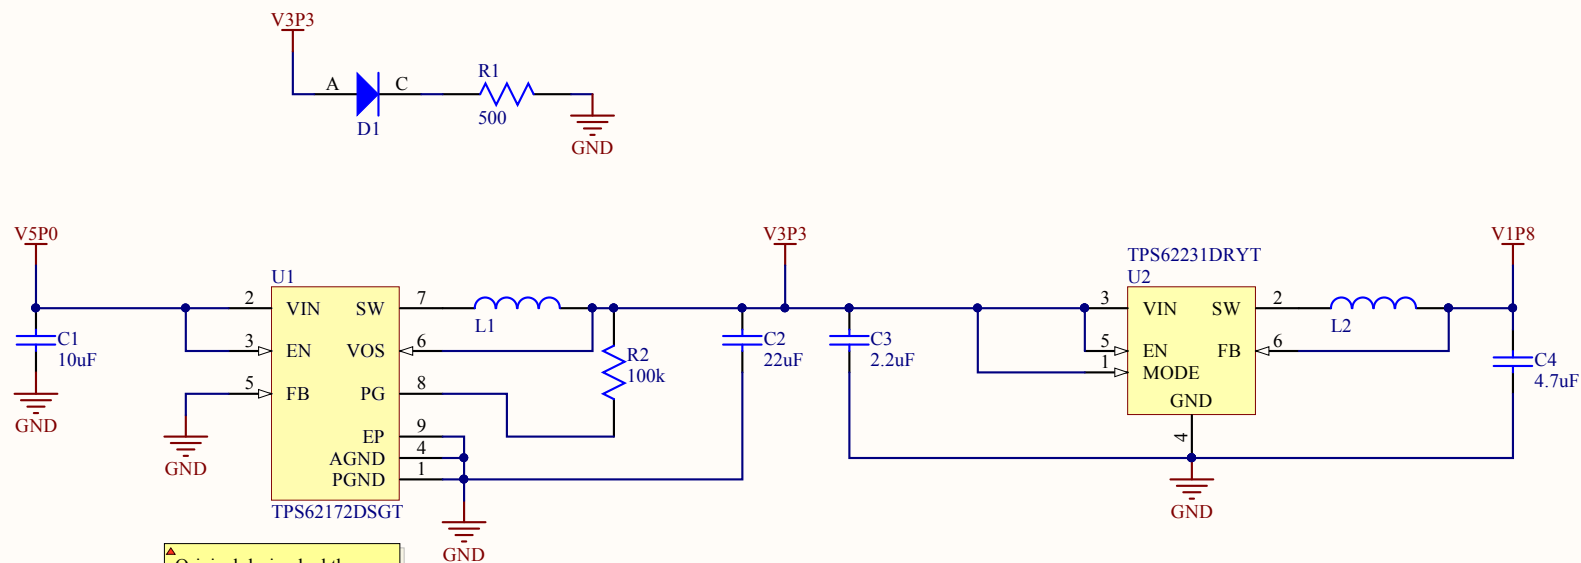 V3P3
A
C
D1
R1
500
GND
V5P0
C1
10uF
GND
U1
2
VIN
3
EN
5
FB
GND
SW
7
VOS
6
PG
8
EP
9
AGND
4
PGND
1
TPS62172DSGT
GND
L1
R2
100k
V3P3
C2
22uF
C3
2.2uF
TPS62231DRYT
U2
3
VIN
5
EN
1
MODE
SW
2
FB
6
GND
4
GND
L2
V1P8
C4
4.7uF